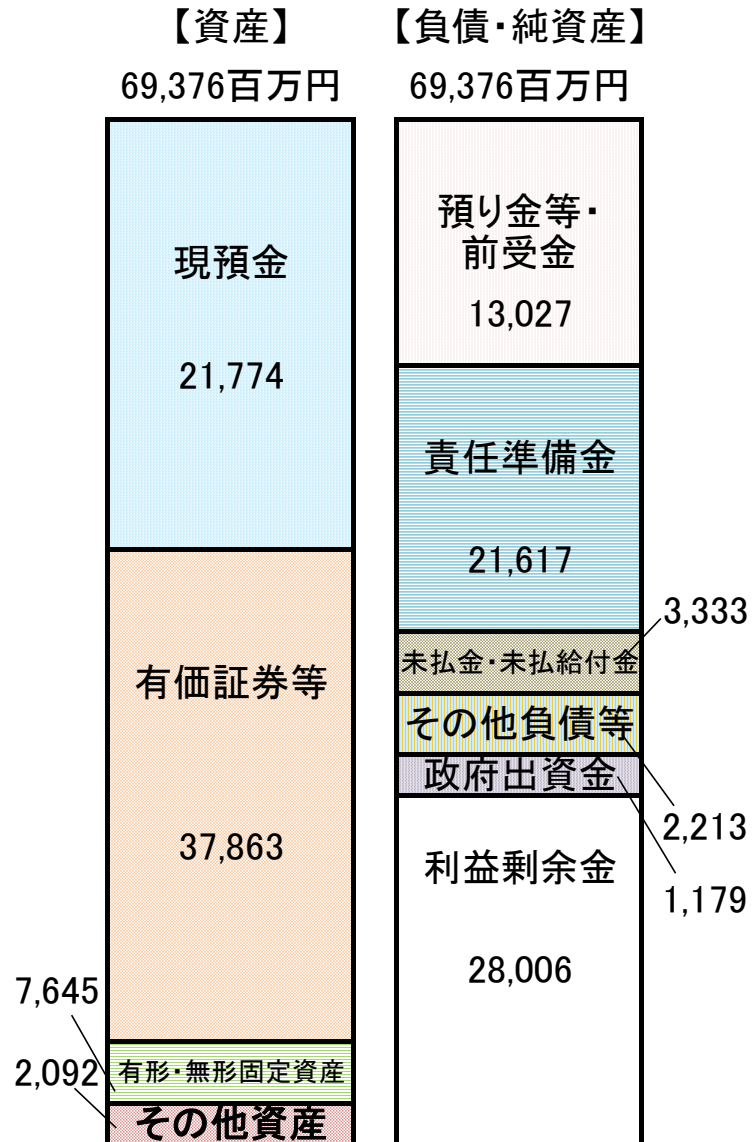 【資産】
69,376百万円
現預金
21,774
有価証券等
37,863
7,645
有形・無形固定資産
2,092
その他資産
【負債・純資産】
69,376百万円
預り金等・
前受金
13,027
責任準備金
21,617
3,333
未払金・未払給付金
その他負債等
2,213
政府出資金
1,179
利益剰余金
28,006